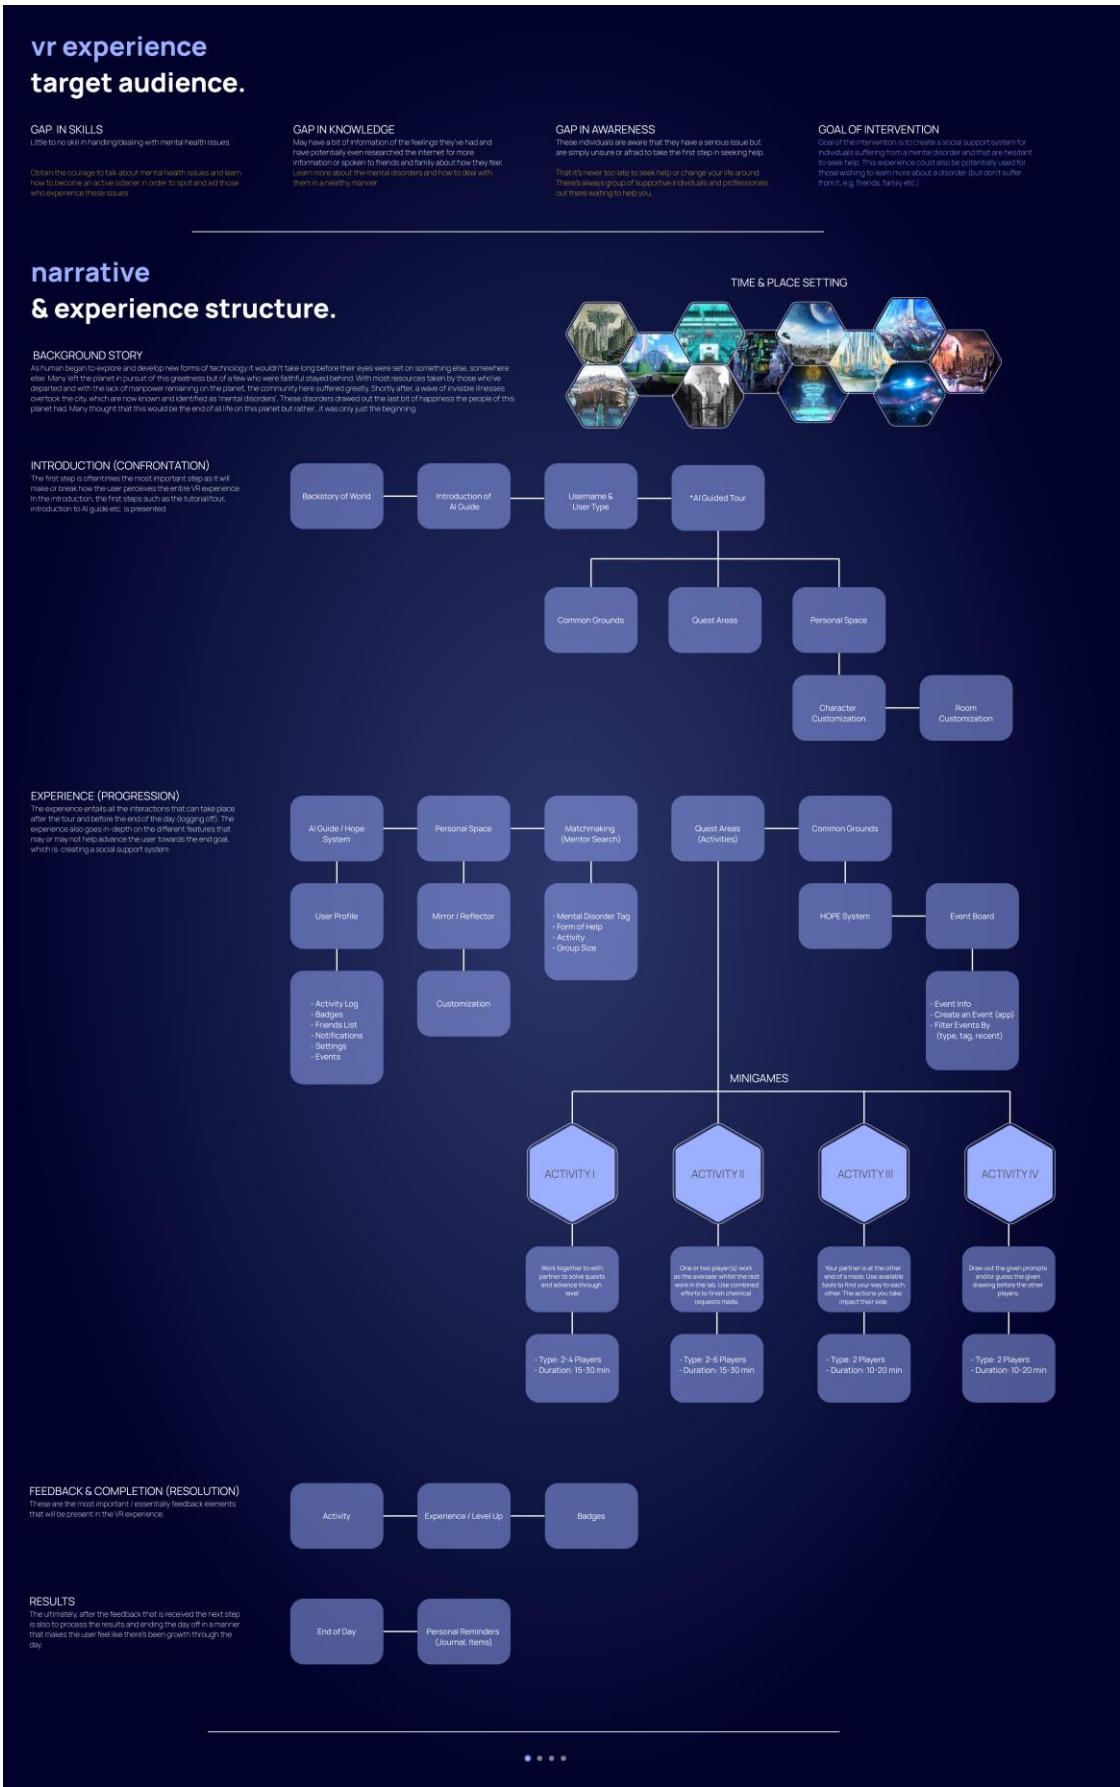 vr experience
target audience.
GAP IN SKILLS
Little to no skill in handling/dealing with mental health issues.
Obtain the courage to talk about mental health issues and learn
how to become an active listener in order to spot and aid those
who experience these issues.
GAP IN KNOWLEDGE
May have a bit of information of the feelings they've had and
have potentially even researched the internet for more
information or spoken to friends and family about how they feel.
Learn more about the mental disorders and how to deal with
them in a healthy manner.
GAP IN AWARENESS
These individuals are aware that they have a serious issue but
are simply unsure or afraid to take the first step in seeking help.
That it's never too late to seek help or change your life around.
There's always group of supportive individuals and professionals
out there waiting to help you.
GOAL OF INTERVENTION
Goal of the intervention is to create a social support system for
individuals suffering from a mental disorder and that are hesitant
to seek help. This experience could also be potentially used for
those wishing to learn more about a disorder (but don't suffer
from it, e.g. friends, family etc.)
narrative
& experience structure.
TIME & PLACE SETTING
BACKGROUND STORY
As human began to explore and develop new forms of technology it wouldn't take long before their eyes were set on something else, somewhere
else. Many left the planet in pursuit of this greatness but of a few who were faithful stayed behind. With most resources taken by those who've
departed and with the lack of manpower remaining on the planet, the community here suffered greatly. Shortly after, a wave of invisible illnesses
overtook the city, which are now known and identified as 'mental disorders'. These disorders drawed out the last bit of happiness the people of this
planet had. Many thought that this would be the end of all life on this planet but rather...it was only just the beginning.
INTRODUCTION (CONFRONTATION)
The first step is oftentimes the most important step as it will
make or break how the user perceives the entire VR experience.
In the introduction, the first steps such as the tutorial/tour,
introduction to AI guide etc. is presented.
Backstory of World
Introduction of
AI Guide
Username &
User Type
*AI Guided Tour
Common Grounds
Quest Areas
Personal Space
Character
Customization
Room
Customization
EXPERIENCE (PROGRESSION)
The experience entails all the interactions that can take place
after the tour and before the end of the day (logging off). The
experience also goes in-depth on the different features that
may or may not help advance the user towards the end goal,
which is: creating a social support system.
AI Guide / Hope
System
Personal Space
Matchmaking
(Mentor Search)
Quest Areas
(Activities)
Common Grounds
User Profile
Mirror / Reflector
- Mental Disorder Tag
- Form of Help
- Activity
- Group Size
HOPE System
Event Board
- Activity Log
- Badges
- Friends List
- Notifications
- Settings
- Events
Customization
- Event Info
- Create an Event (app)
- Filter Events By
(type, tag, recent)
MINIGAMES
ACTIVITY I
ACTIVITY II
ACTIVITY III
ACTIVITY IV
Work together to with
partner to solve quests
and advance through
level
One or two player(s) work
as the overseer whilst the rest
work in the lab. Use combined
efforts to finish chemical
requests made.
Your partner is at the other
end of a maze. Use available
tools to find your way to each
other. The actions you take
impact their side.
Draw out the given prompts
and/or guess the given
drawing before the other
players.
- Type: 2-4 Players
- Duration: 15-30 min
- Type: 2-6 Players
- Duration: 15-30 min
- Type: 2 Players
- Duration: 10-20 min
- Type: 2 Players
- Duration: 10-20 min
FEEDBACK & COMPLETION (RESOLUTION)
These are the most important / essentially feedback elements
that will be present in the VR experience.
Activity
Experience / Level Up
Badges
RESULTS
The ultimately, after the feedback that is received the next step
is also to process the results and ending the day off in a manner
that makes the user feel like there's been growth through the
day.
End of Day
Personal Reminders
(Journal, Items)